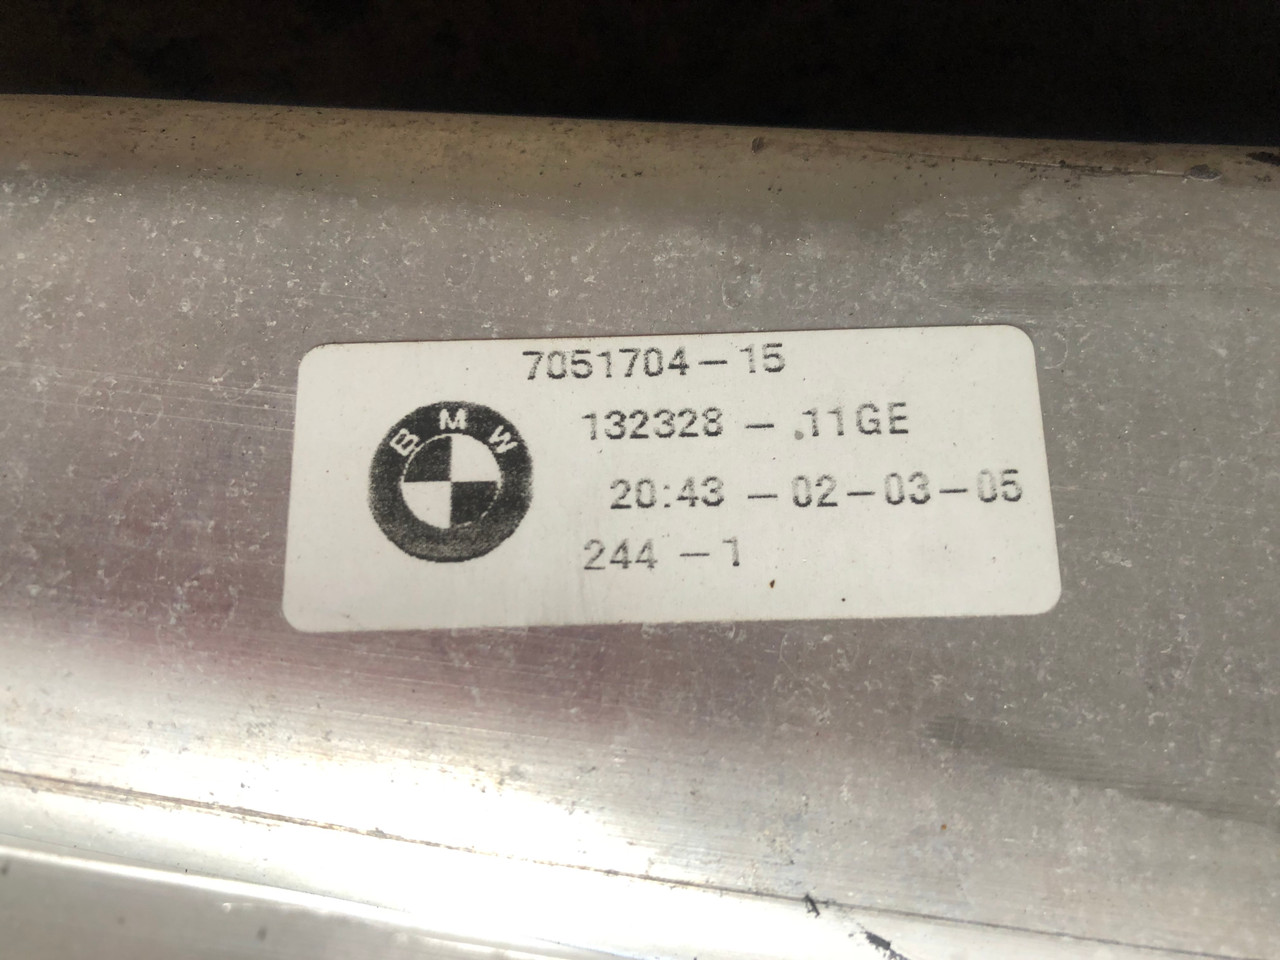 7051704-15
BMW
132328 - .11GE
20:43 - 02-03-05
244 - 1